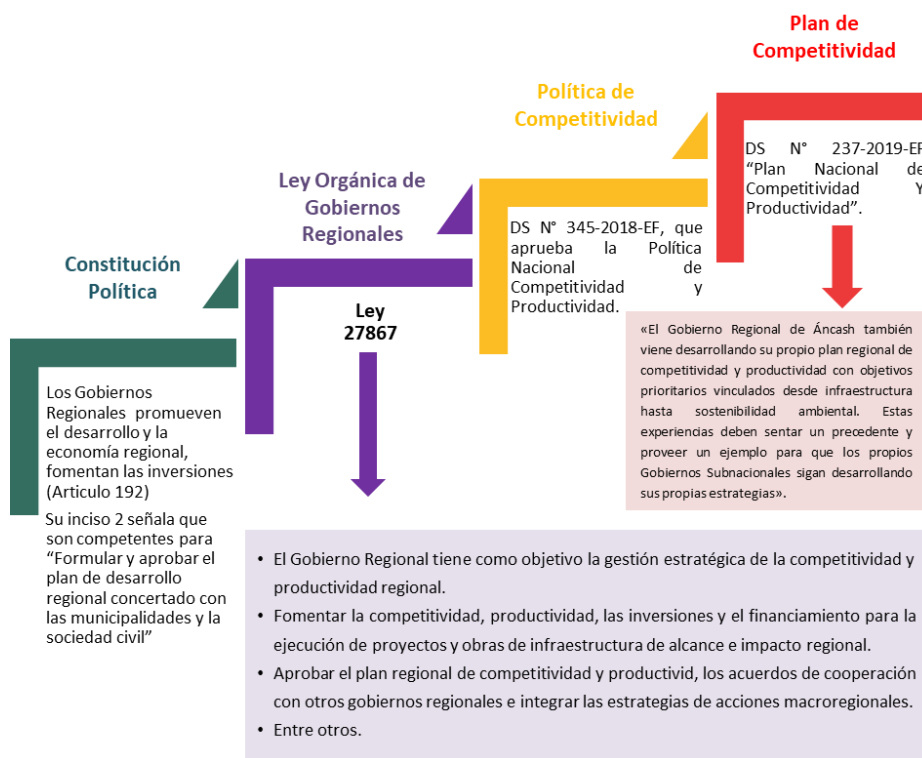 Constitución
Política
Los Gobiernos
Regionales promueven
el desarrollo y la
economía regional,
fomentan las inversiones
(Articulo 192)
Su inciso 2 señala que
son competentes para
“Formular y aprobar el
plan de desarrollo
regional concertado con
las municipalidades y la
sociedad civil”
Ley Orgánica de
Gobiernos
Regionales
Ley
27867
• El Gobierno Regional tiene como objetivo la gestión estratégica de la competitividad y
productividad regional.
• Fomentar la competitividad, productividad, las inversiones y el financiamiento para la
ejecución de proyectos y obras de infraestructura de alcance e impacto regional.
• Aprobar el plan regional de competitividad y productivid, los acuerdos de cooperación
con otros gobiernos regionales e integrar las estrategias de acciones macroregionales.
• Entre otros.
Política de
Competitividad
DS N° 345-2018-EF, que
aprueba la Política
Nacional de
Competitividad y
Productividad.
Plan de
Competitividad
DS N° 237-2019-EF
“Plan Nacional de
Competitividad Y
Productividad”.
«El Gobierno Regional de Áncash también
viene desarrollando su propio plan regional de
competitividad y productividad con objetivos
prioritarios vinculados desde infraestructura
hasta sostenibilidad ambiental. Estas
experiencias deben sentar un precedente y
proveer un ejemplo para que los propios
Gobiernos Subnacionales sigan desarrollando
sus propias estrategias».